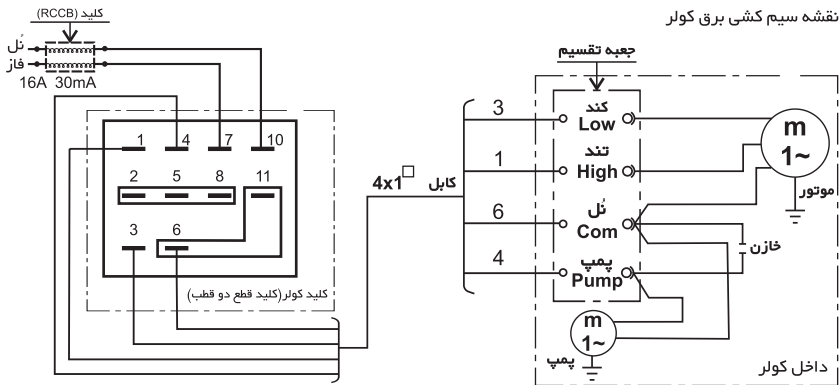 نقشه سیم کشی برق کولر
کلید (RCCB)
نُل
فاز
16A 30mA
1 4 7 10
2 5 8 11
3 6
کلید کولر(کلید قطع دو قطب)
4x1□
کابل
3
1
6
4
جعبه تقسیم
کند
Low
تند
High
نُل
Com
پمپ
Pump
m
1~
موتور
خازن
m
1~
پمپ
داخل کولر